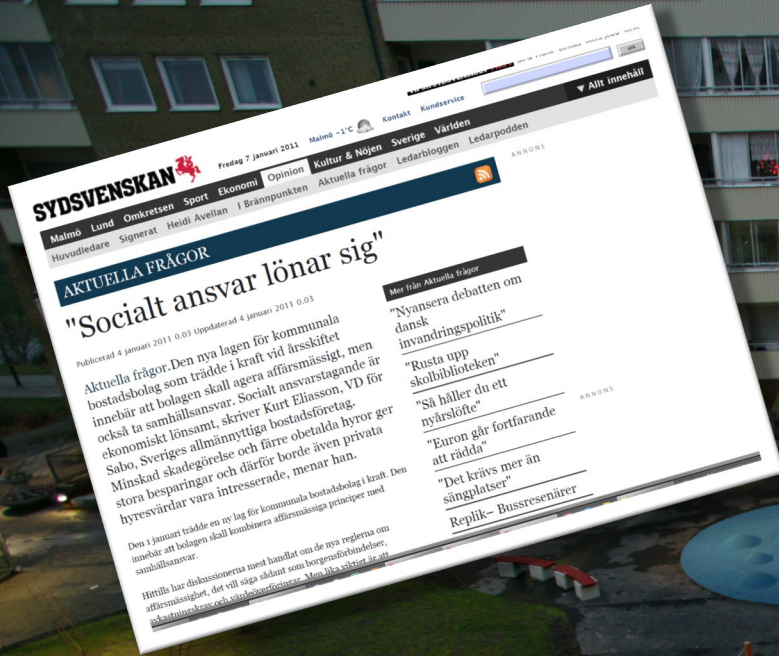 SYDSVENSKAN
Fredag 7 januari 2011
Malmö -1°C
Kontakt
Kundservice
sök
Malmö Lund Omkretsen Sport Ekonomi Opinion Kultur & Nöjen Sverige Världen
▼ Allt innehåll
Huvudledare Signerat Heidi Avellan I Brännpunkten Aktuella frågor Ledarbloggen Ledarpodden
AKTUELLA FRÅGOR
"Socialt ansvar lönar sig"
Publicerad 4 januari 2011 0.03 Uppdaterad 4 januari 2011 0.03
Aktuella frågor.Den nya lagen för kommunala
bostadsbolag som trädde i kraft vid årsskiftet
innebär att bolagen skall agera affärsmässigt, men
också ta samhällsansvar. Socialt ansvarstagande är
ekonomiskt lönsamt, skriver Kurt Eliasson, VD för
Sabo, Sveriges allmännyttiga bostadsföretag.
Minskad skadegörelse och färre obetalda hyror ger
stora besparingar och därför borde även privata
hyresvärdar vara intresserade, menar han.
Den 1 januari trädde en ny lag för kommunala bostadsbolag i kraft. Den
innebär att bolagen skall kombinera affärsmässiga principer med
samhällsansvar.
Hittills har diskussionerna mest handlat om de nya reglerna om
affärsmässighet, det vill säga sådant som borgensförbindelser,
avkastningskrav och värdeöverföringar. Men lika viktigt är att
ANNONS
Mer från Aktuella frågor
"Nyansera debatten om
dansk
invandringspolitik"
"Rusta upp
skolbiblioteken"
"Så håller du ett
nyårslöfte"
"Euron går fortfarande
att rädda"
"Det krävs mer än
sängplatser"
Replik– Bussresenärer
ANNONS